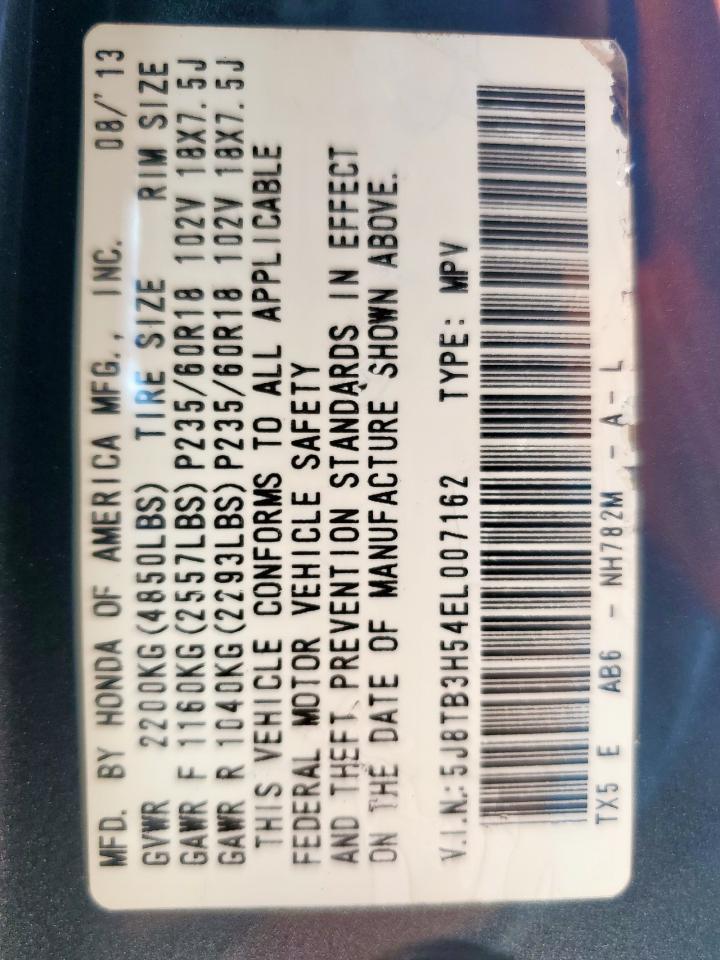 MFD. BY HONDA OF AMERICA MFG., INC. 08/'13
GVWR 2200KG(4850LBS) TIRE SIZE RIM SIZE
GAWR F 1160KG(2557LBS)P235/60R18 102V 18X7.5J
GAWR R 1040KG(2293LBS)P235/60R18 102V 18X7.5J
THIS VEHICLE CONFORMS TO ALL APPLICABLE
FEDERAL MOTOR VEHICLE SAFETY
AND THEFT PREVENTION STANDARDS IN EFFECT
ON THE DATE OF MANUFACTURE SHOWN ABOVE.
V.I.N.:5J8TB3H54EL007162 TYPE: MPV
TX5 E AB6 - NH782M - A - L